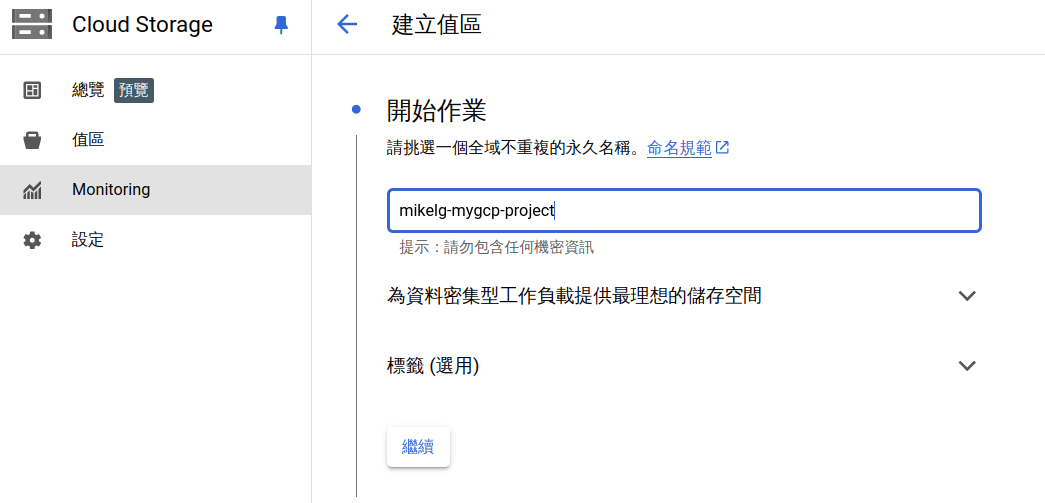 Cloud Storage
總覽 預覽
值區
Monitoring
設定
建立值區
開始作業
請挑選一個全域不重複的永久名稱。命名規範
mikelg-mygcp-project
提示：請勿包含任何機密資訊
為資料密集型工作負載提供最理想的儲存空間
標籤 (選用)
繼續